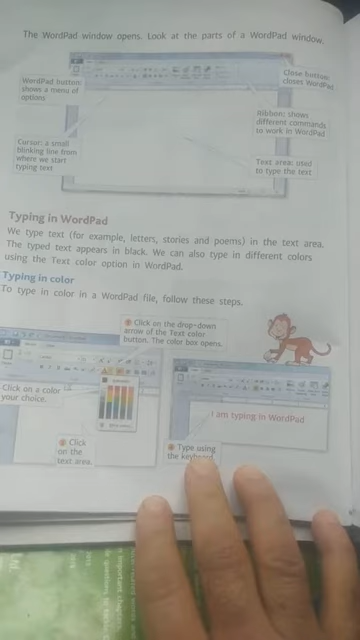 The WordPad window opens. Look at the parts of a WordPad window.
WordPad button:
shows a menu of
options
Close button:
closes WordPad
Ribbon: shows
different commands
to work in WordPad
Cursor: a small
blinking line from
where we start
typing text
Text area: used
to type the text
Typing in WordPad
We type text (for example, letters, stories and poems) in the text area.
The typed text appears in black. We can also type in different colors
using the Text color option in WordPad.
Typing in color
To type in color in a WordPad file, follow these steps.
Click on the drop-down
arrow of the Text color
button. The color box opens.
Click on a color
your choice.
I am typing in WordPad
Click
on the
text area.
Type using
the keyboard